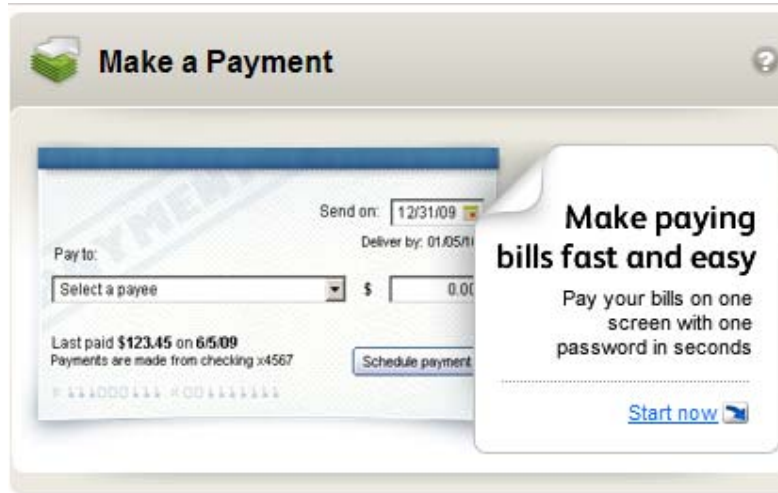 Make a Payment
?
PAYMENT
Send on: 12/31/09
Deliver by: 01/05/1
Pay to:
Select a payee
$ 0.00
Last paid $123.45 on 6/5/09
Payments are made from checking x4567
Schedule payment
Make paying
bills fast and easy
Pay your bills on one
screen with one
password in seconds
Start now